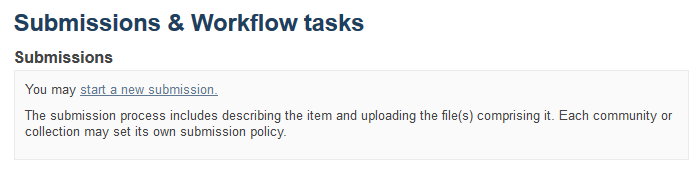 Submissions & Workflow tasks
Submissions
You may start a new submission.
The submission process includes describing the item and uploading the file(s) comprising it. Each community or
collection may set its own submission policy.